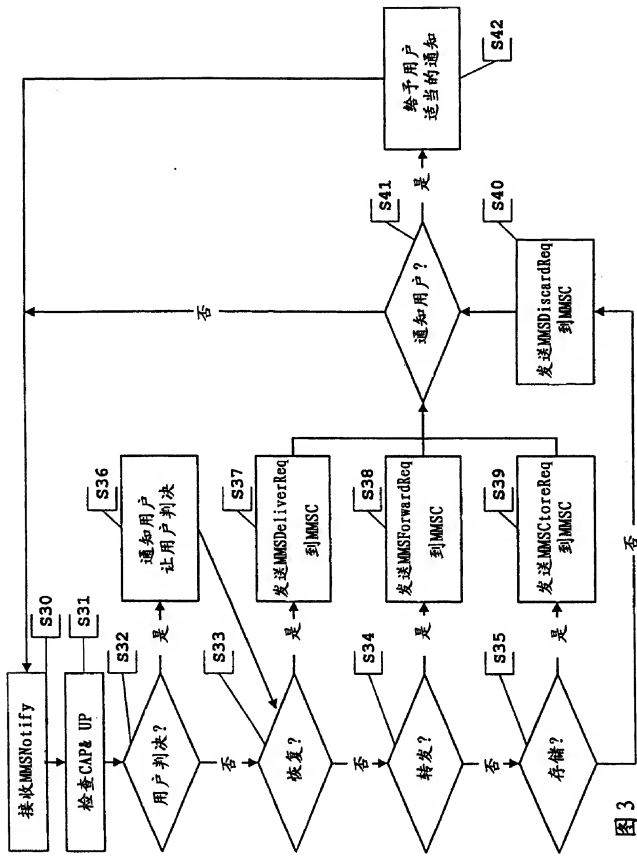 接收MMSNotify
S30
检查CAP& UP
S31
用户判决?
S32
是
通知用户
让用户判决
S36
否
恢复?
S33
是
发送MMSDeliverReq
到MMSC
S37
否
转发?
S34
是
发送MMSForwardReq
到MMSC
S38
否
存储?
S35
是
发送MMSCtoreReq
到MMSC
S39
否
发送MMSDiscardReq
到MMSC
S40
通知用户?
S41
否
是
给予用户
适当的通知
S42
图3